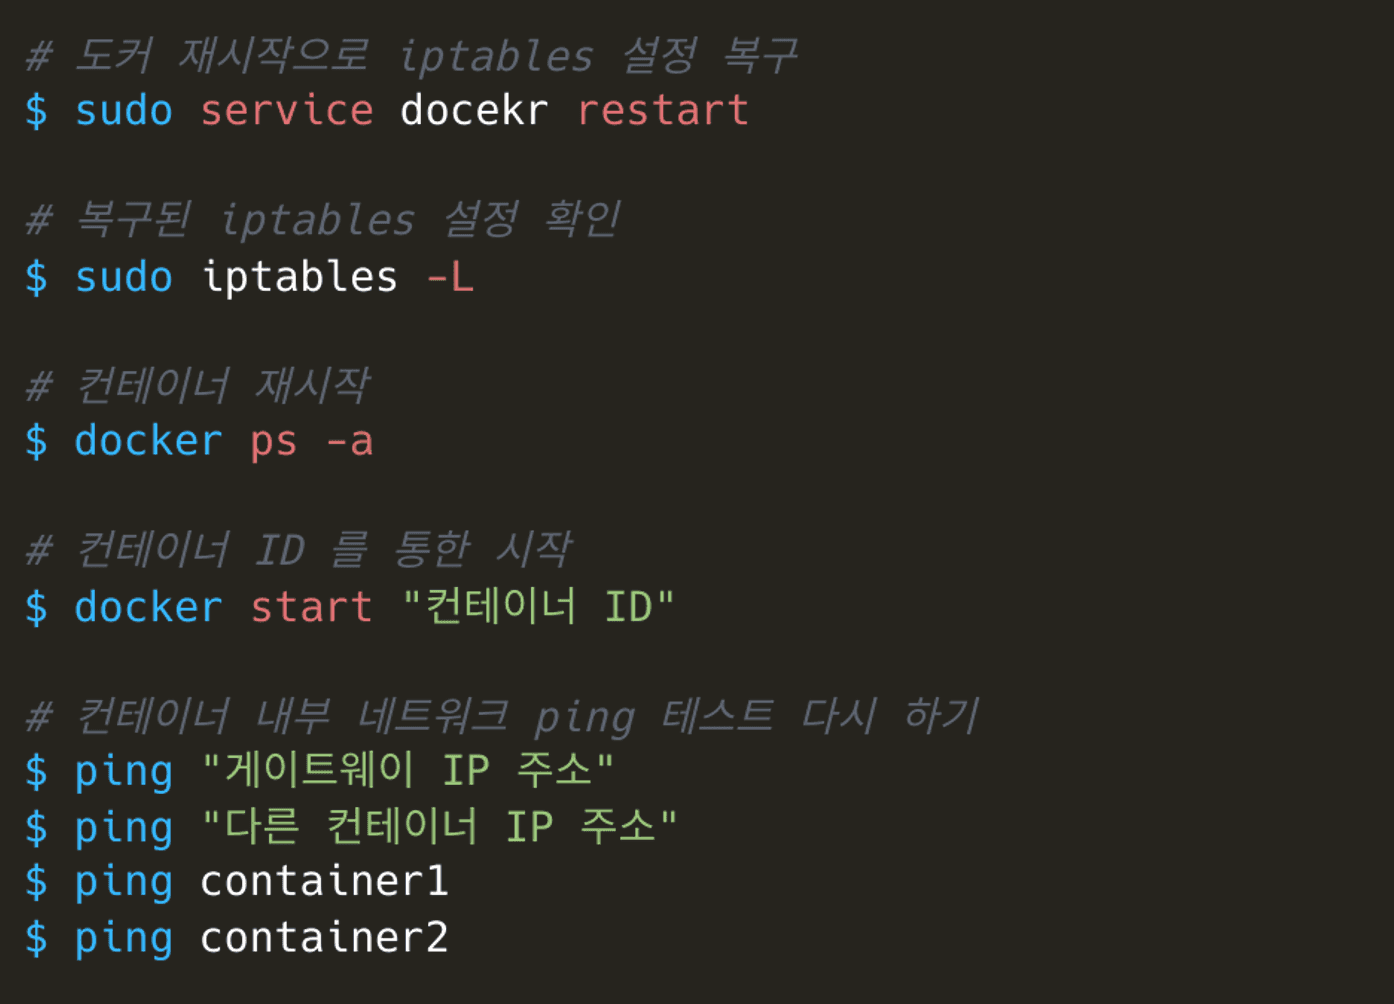 # 도커 재시작으로 iptables 설정 복구
$ sudo service docekr restart
# 복구된 iptables 설정 확인
$ sudo iptables -L
# 컨테이너 재시작
$ docker ps -a
# 컨테이너 ID 를 통한 시작
$ docker start "컨테이너 ID"
# 컨테이너 내부 네트워크 ping 테스트 다시 하기
$ ping "게이트웨이 IP 주소"
$ ping "다른 컨테이너 IP 주소"
$ ping container1
$ ping container2